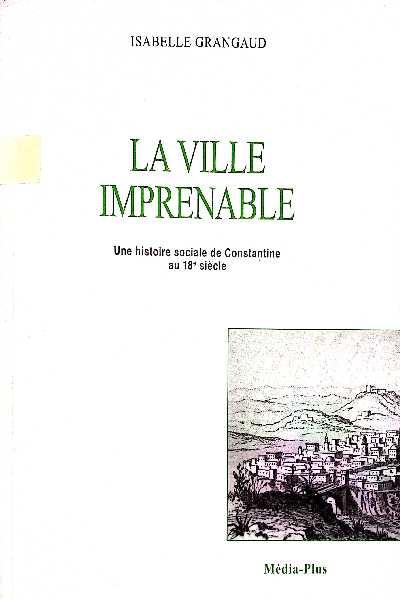 ISABELLE GRANGAUD
LA VILLE
IMPRENABLE
Une histoire sociale de Constantine
au 18e siècle
Média-Plus